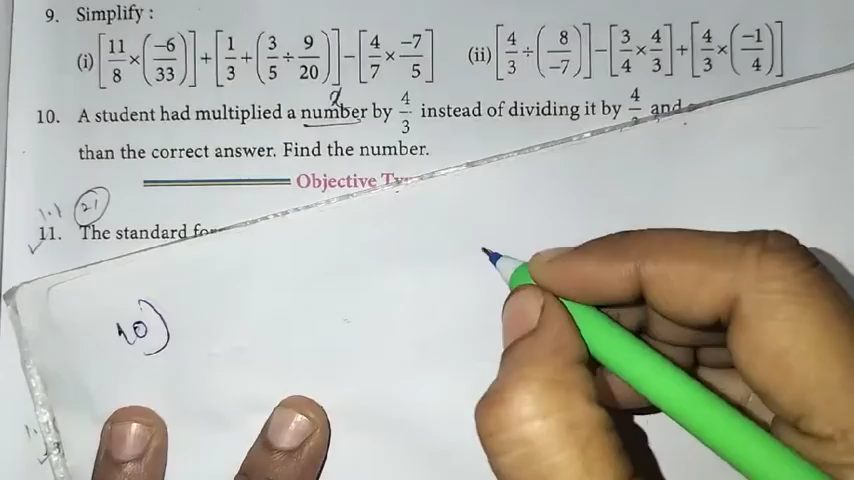 9. Simplify :
(i) [11/8 × (-6/33)] + [1/3 + (3/5 ÷ 9/20)] − [4/7 × -7/5] (ii) [4/3 ÷ (8/-7)] − [3/4 × 4/3] + [4/3 × (-1/4)]
10. A student had multiplied a number by 4/3 instead of dividing it by 4/3 and
than the correct answer. Find the number.
Objective
1.1 21
11. The standard
10)